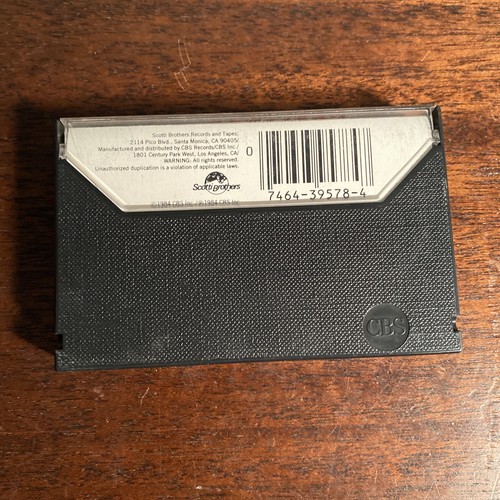 Scotti Brothers Records and Tapes/
2114 Pico Blvd., Santa Monica, CA 90405/
Manufactured and distributed by CBS Records/CBS Inc./
1801 Century Park West, Los Angeles, CA/
WARNING: All rights reserved.
Unauthorized duplication is a violation of applicable laws.
Scotti Brothers
© 1984 CBS Inc./℗ 1984 CBS Inc.
0
7464-39578-4
CBS